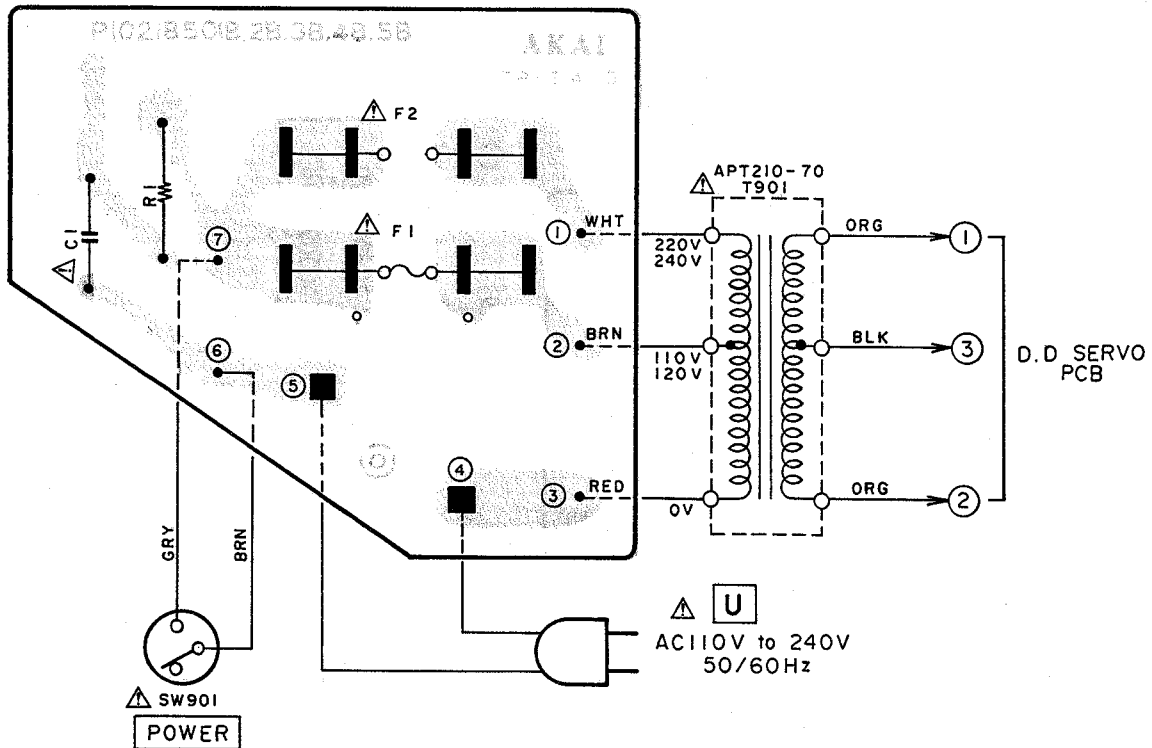 P(02)8501B.2B.3B.4B.5B
AKAI
⚠ F2
R1
C1
⚠
⑦
⚠ F1
① WHT
② BRN
⑥
⑤
④
③ RED
⚠ APT210-70
T901
220V
240V
110V
120V
0V
ORG ①
BLK ③
ORG ②
D.D SERVO
PCB
GRY
BRN
⚠ SW901
POWER
⚠ U
AC110V to 240V
50/60Hz